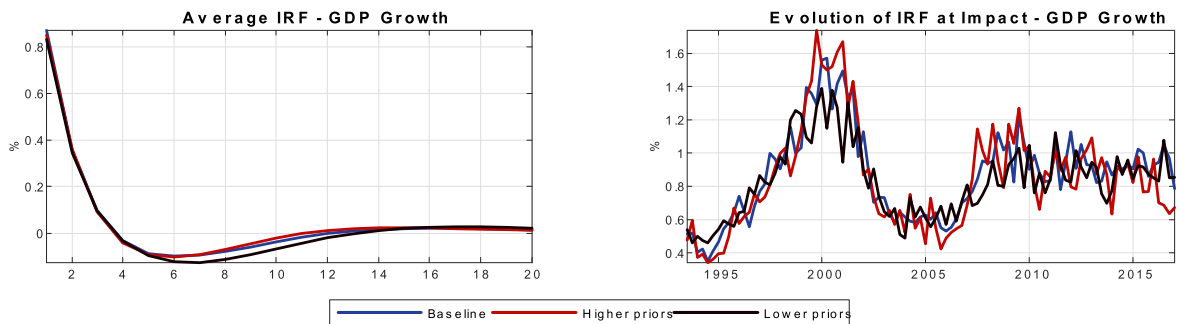 Average IRF - GDP Growth
%
0.8
0.6
0.4
0.2
0
2 4 6 8 10 12 14 16 18 20
Evolution of IRF at Impact - GDP Growth
%
1.6
1.4
1.2
1
0.8
0.6
0.4
1995 2000 2005 2010 2015
Baseline Higher priors Lower priors